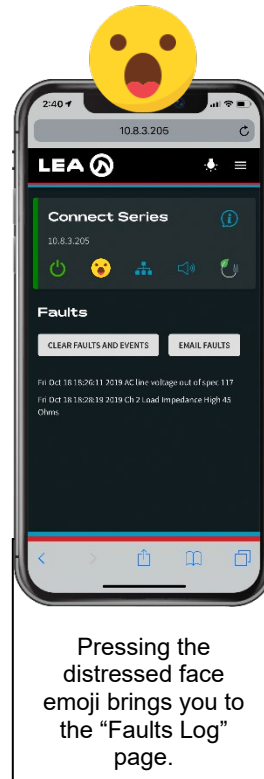 2:40
10.8.3.205
LEA
Connect Series
10.8.3.205
Faults
CLEAR FAULTS AND EVENTS EMAIL FAULTS
Fri Oct 18 18:26:11 2019 AC line voltage out of spec 117
Fri Oct 18 18:28:19 2019 Ch 2 Load Impedance High 45
Ohms
Pressing the
distressed face
emoji brings you to
the “Faults Log”
page.